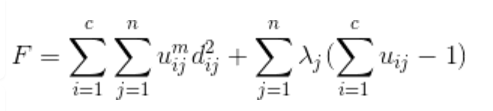 F = \sum_{i=1}^{c} \sum_{j=1}^{n} u_{ij}^{m} d_{ij}^{2} + \sum_{j=1}^{n} \lambda_j (\sum_{i=1}^{c} u_{ij} - 1)